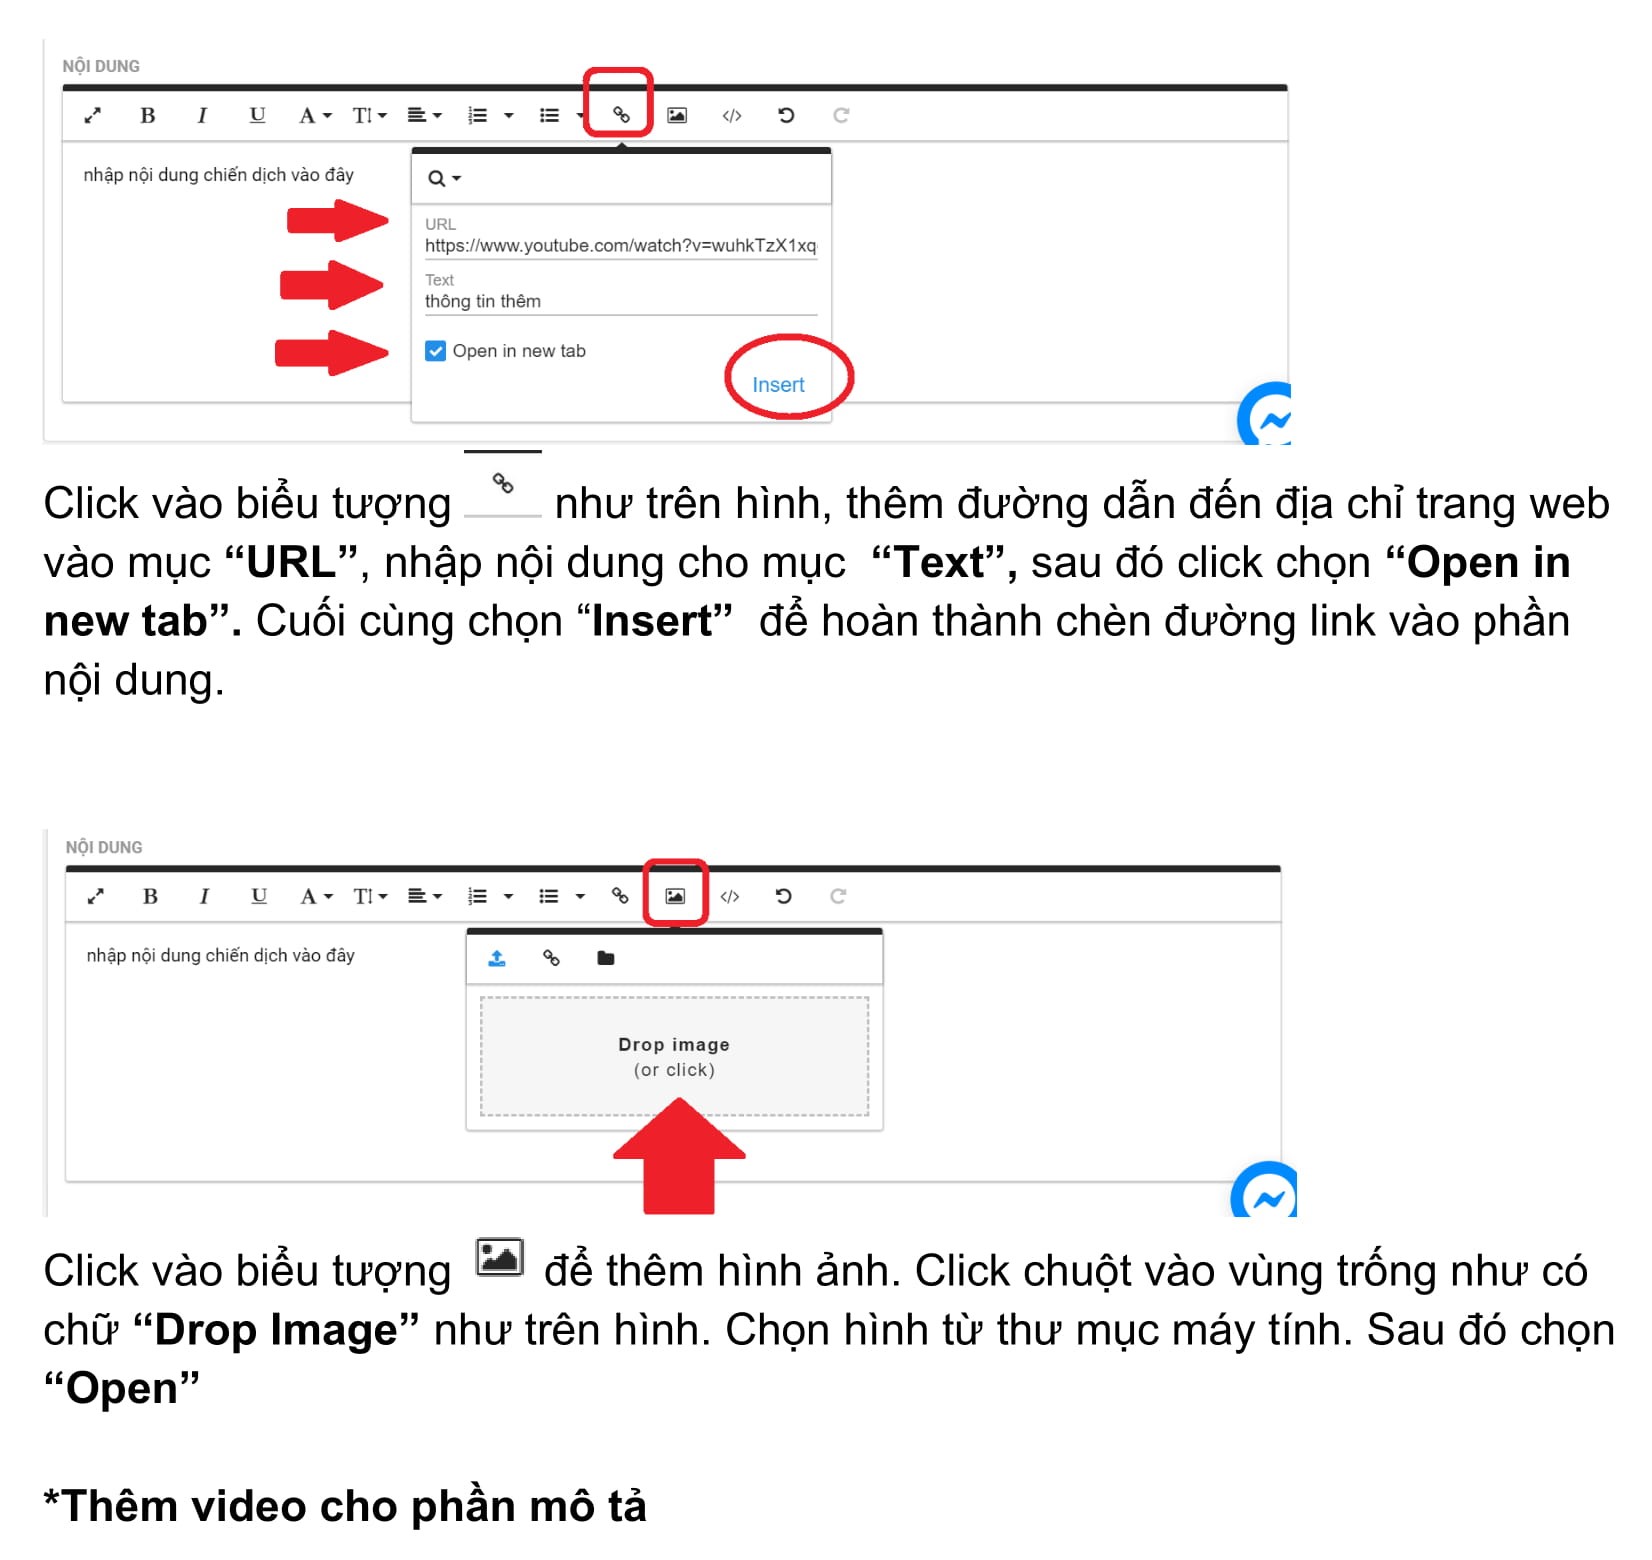 NỘI DUNG
B I U A T
nhập nội dung chiến dịch vào đây
URL
https://www.youtube.com/watch?v=wuhkTzX1xq
Text
thông tin thêm
Open in new tab
Insert
Click vào biểu tượng như trên hình, thêm đường dẫn đến địa chỉ trang web
vào mục “URL”, nhập nội dung cho mục “Text”, sau đó click chọn “Open in
new tab”. Cuối cùng chọn “Insert” để hoàn thành chèn đường link vào phần
nội dung.
NỘI DUNG
B I U A T
nhập nội dung chiến dịch vào đây
Drop image
(or click)
Click vào biểu tượng để thêm hình ảnh. Click chuột vào vùng trống như có
chữ “Drop Image” như trên hình. Chọn hình từ thư mục máy tính. Sau đó chọn
“Open”
*Thêm video cho phần mô tả